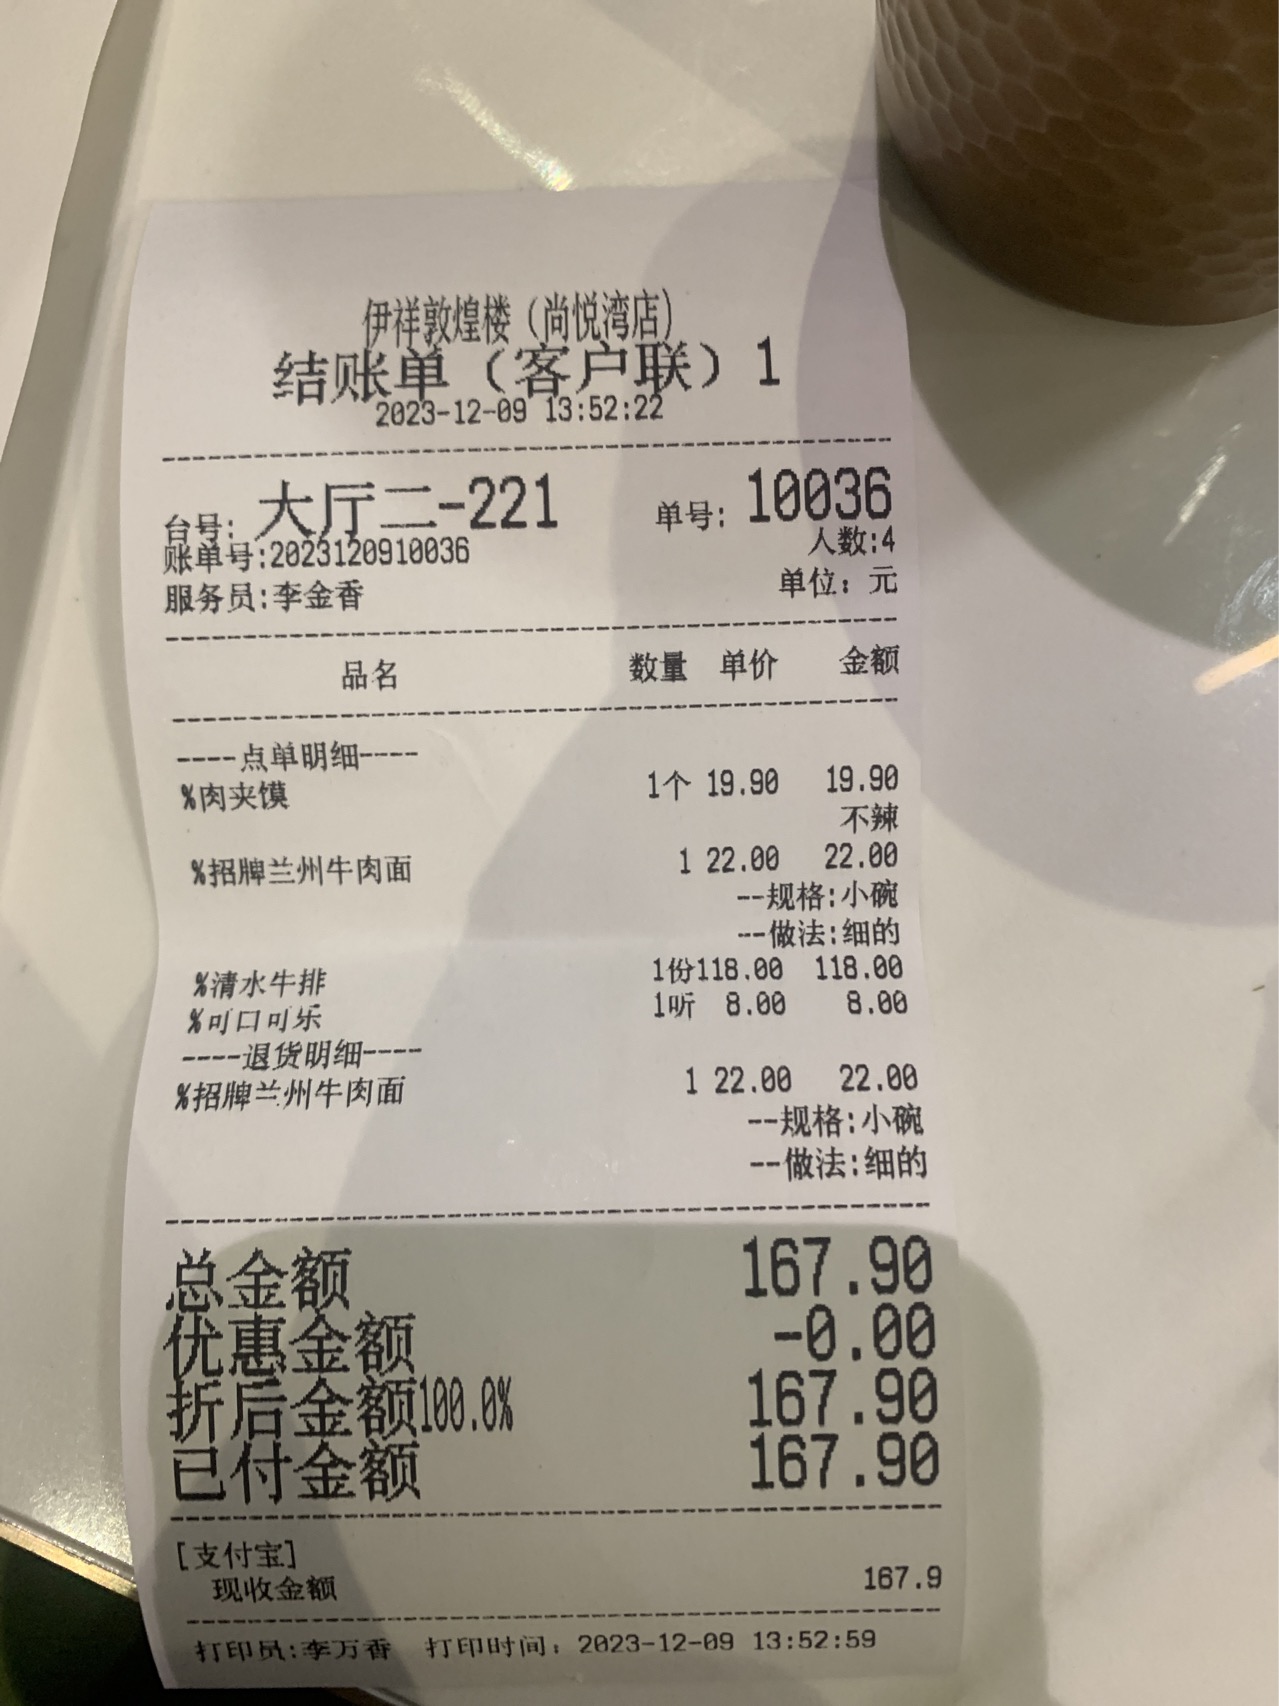 伊祥敦煌楼（尚悦湾店）
结账单（客户联）1
2023-12-09 13:52:22
台号: 大厅二-221 单号: 10036
账单号:2023120910036 人数:4
服务员:李金香 单位: 元
品名 数量 单价 金额
----点单明细----
%肉夹馍 1个 19.90 19.90
不辣
%招牌兰州牛肉面 1 22.00 22.00
--规格:小碗
--做法:细的
%清水牛排 1份118.00 118.00
%可口可乐 1听 8.00 8.00
----退货明细----
%招牌兰州牛肉面 1 22.00 22.00
--规格:小碗
--做法:细的
总金额 167.90
优惠金额 -0.00
折后金额100.0% 167.90
已付金额 167.90
[支付宝]
现收金额 167.9
打印员:李万香 打印时间: 2023-12-09 13:52:59